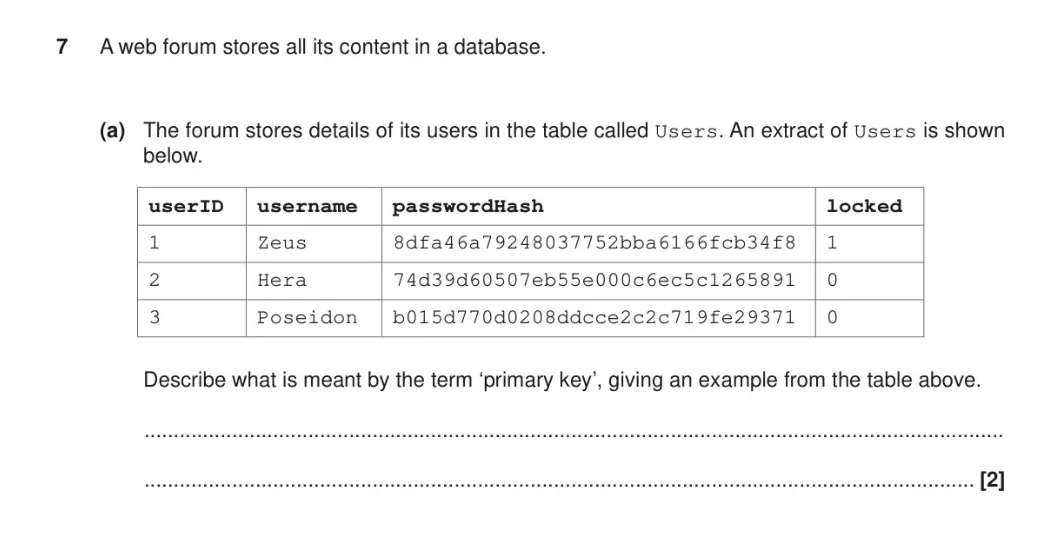 7 A web forum stores all its content in a database.
(a) The forum stores details of its users in the table called Users. An extract of Users is shown
below.
userID username passwordHash locked
1 Zeus 8dfa46a79248037752bba6166fcb34f8 1
2 Hera 74d39d60507eb55e000c6ec5c1265891 0
3 Poseidon b015d770d0208ddcce2c2c719fe29371 0
Describe what is meant by the term ‘primary key’, giving an example from the table above.
[2]